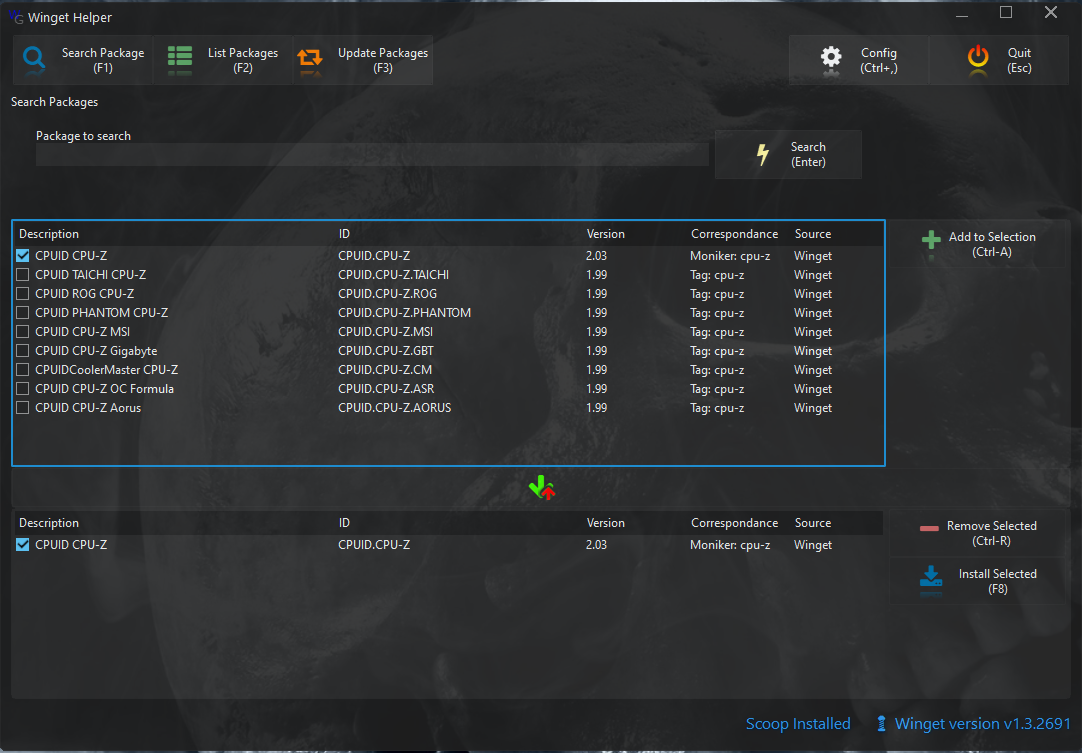 Winget Helper
Search Package
(F1)
List Packages
(F2)
Update Packages
(F3)
Config
(Ctrl+,)
Quit
(Esc)
Search Packages
Package to search
Search
(Enter)
Description ID Version Correspondance Source
CPUID CPU-Z CPUID.CPU-Z 2.03 Moniker: cpu-z Winget
CPUID TAICHI CPU-Z CPUID.CPU-Z.TAICHI 1.99 Tag: cpu-z Winget
CPUID ROG CPU-Z CPUID.CPU-Z.ROG 1.99 Tag: cpu-z Winget
CPUID PHANTOM CPU-Z CPUID.CPU-Z.PHANTOM 1.99 Tag: cpu-z Winget
CPUID CPU-Z MSI CPUID.CPU-Z.MSI 1.99 Tag: cpu-z Winget
CPUID CPU-Z Gigabyte CPUID.CPU-Z.GBT 1.99 Tag: cpu-z Winget
CPUIDCoolerMaster CPU-Z CPUID.CPU-Z.CM 1.99 Tag: cpu-z Winget
CPUID CPU-Z OC Formula CPUID.CPU-Z.ASR 1.99 Tag: cpu-z Winget
CPUID CPU-Z Aorus CPUID.CPU-Z.AORUS 1.99 Tag: cpu-z Winget
Add to Selection
(Ctrl-A)
Description ID Version Correspondance Source
CPUID CPU-Z CPUID.CPU-Z 2.03 Moniker: cpu-z Winget
Remove Selected
(Ctrl-R)
Install Selected
(F8)
Scoop Installed
Winget version v1.3.2691